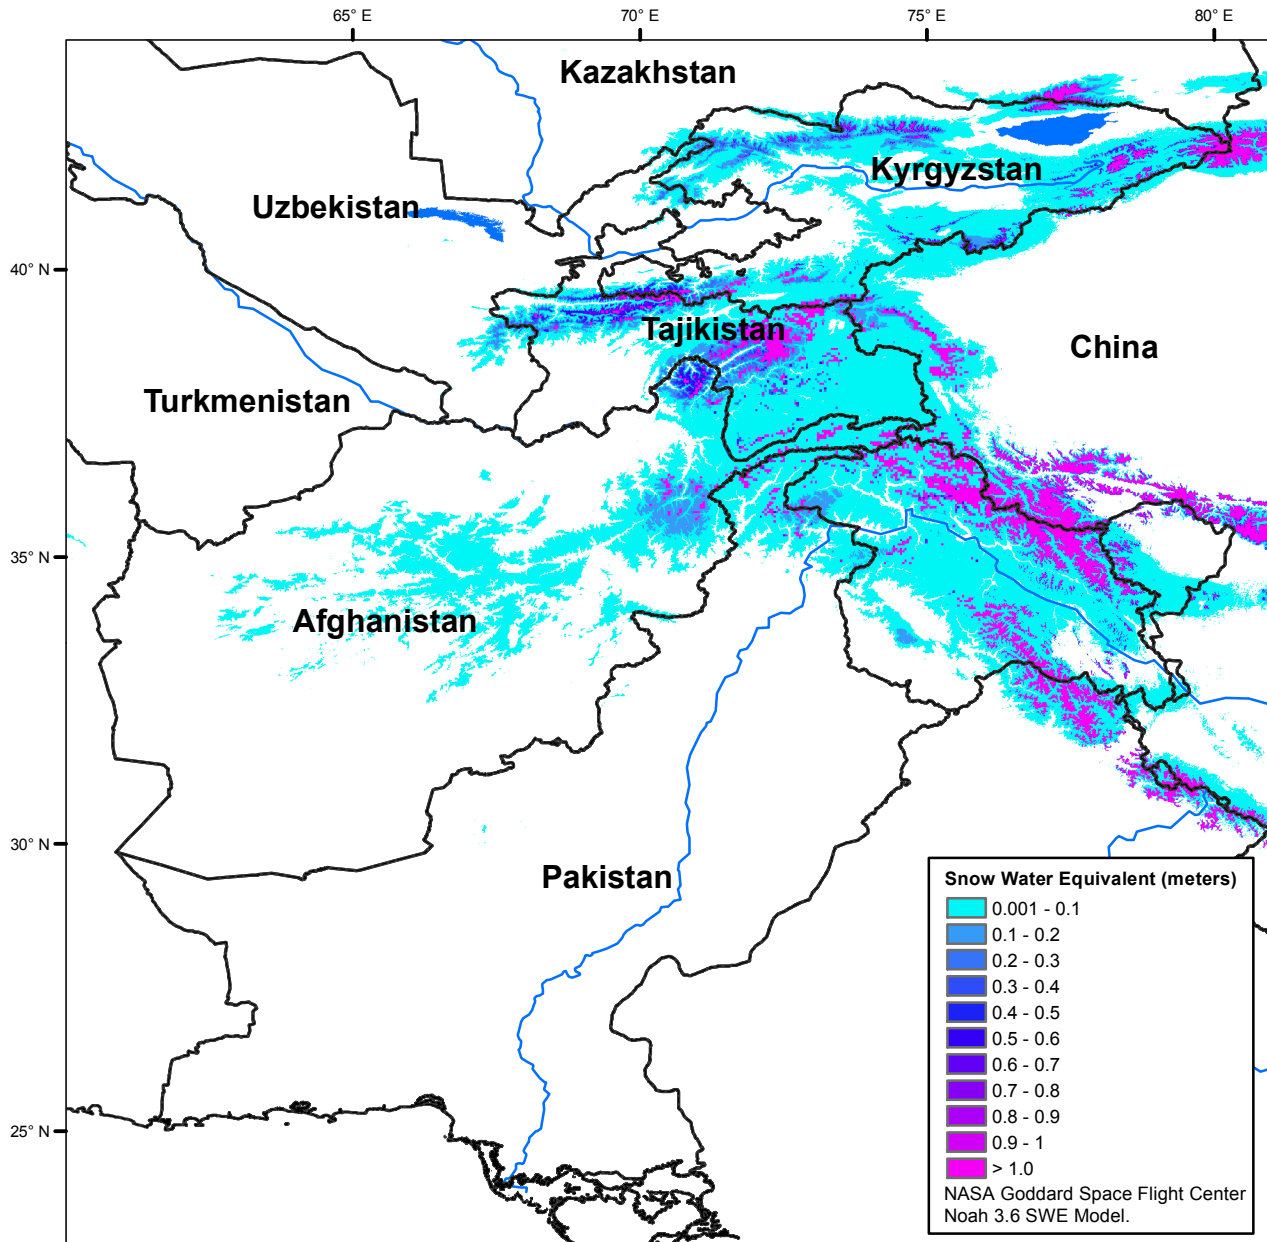 65° E
70° E
75° E
80° E
Kazakhstan
Kyrgyzstan
Uzbekistan
40° N
Tajikistan
China
Turkmenistan
35° N
Afghanistan
30° N
Pakistan
25° N
Snow Water Equivalent (meters)
0.001 - 0.1
0.1 - 0.2
0.2 - 0.3
0.3 - 0.4
0.4 - 0.5
0.5 - 0.6
0.6 - 0.7
0.7 - 0.8
0.8 - 0.9
0.9 - 1
> 1.0
NASA Goddard Space Flight Center
Noah 3.6 SWE Model.